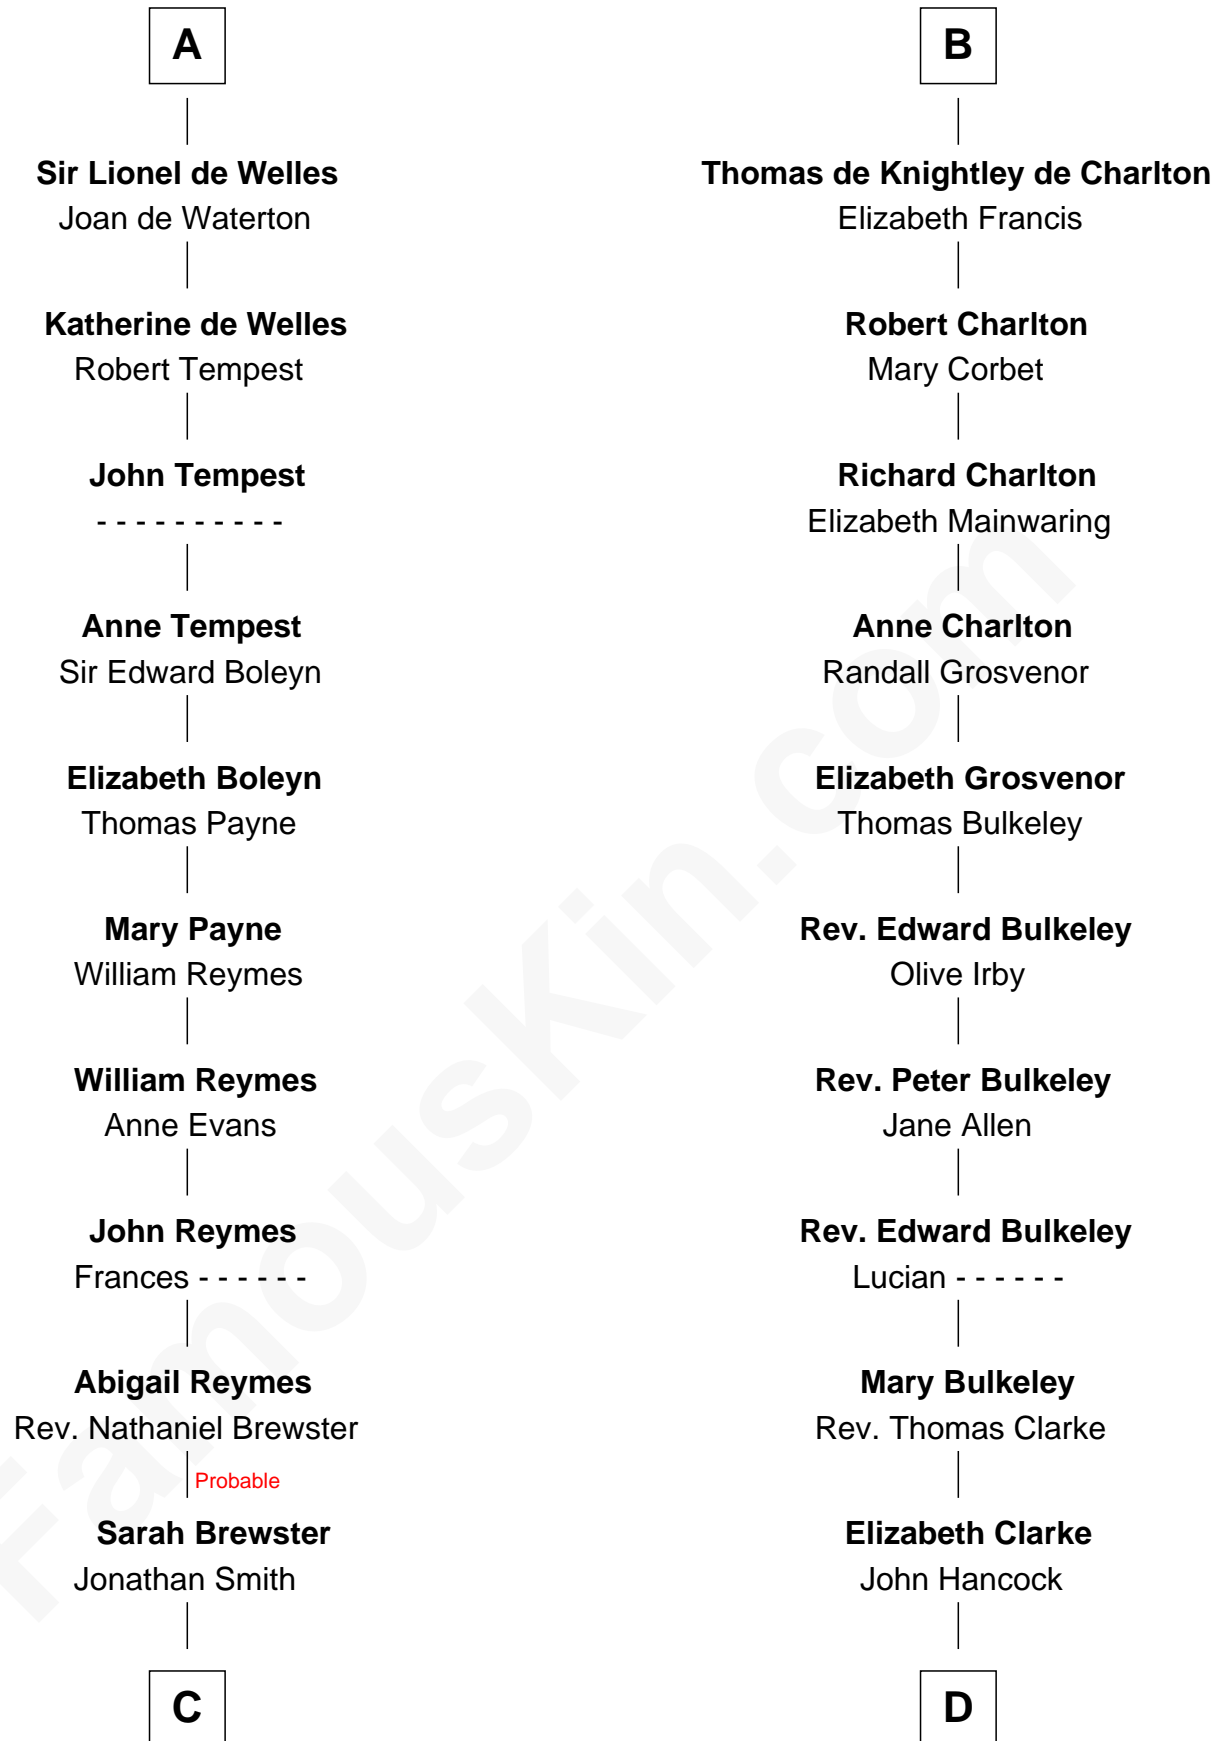 A
Sir Lionel de Welles
Joan de Waterton
Katherine de Welles
Robert Tempest
John Tempest
- - - - - - - - - -
Anne Tempest
Sir Edward Boleyn
Elizabeth Boleyn
Thomas Payne
Mary Payne
William Reymes
William Reymes
Anne Evans
John Reymes
Frances - - - - - -
Abigail Reymes
Rev. Nathaniel Brewster
Probable
Sarah Brewster
Jonathan Smith
C
B
Thomas de Knightley de Charlton
Elizabeth Francis
Robert Charlton
Mary Corbet
Richard Charlton
Elizabeth Mainwaring
Anne Charlton
Randall Grosvenor
Elizabeth Grosvenor
Thomas Bulkeley
Rev. Edward Bulkeley
Olive Irby
Rev. Peter Bulkeley
Jane Allen
Rev. Edward Bulkeley
Lucian - - - - - -
Mary Bulkeley
Rev. Thomas Clarke
Elizabeth Clarke
John Hancock
D
FamousKin.com